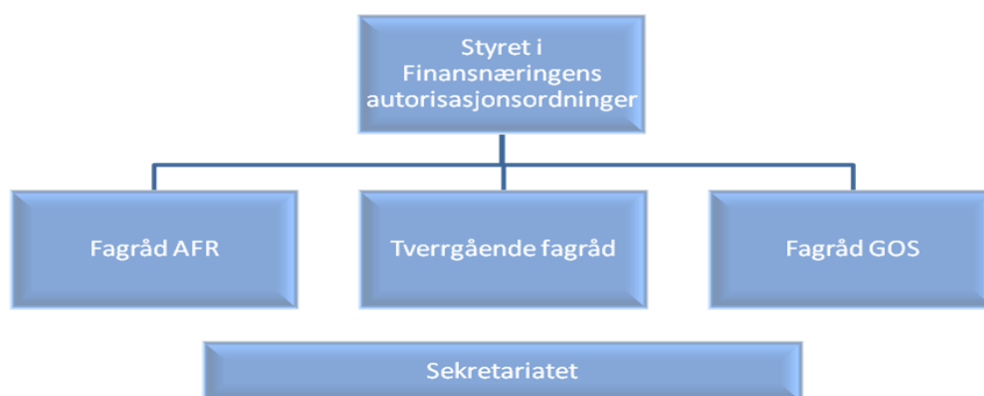 Styret i
Finansnæringens
autorisasjonsordninger
Fagråd AFR
Tverrgående fagråd
Fagråd GOS
Sekretariatet